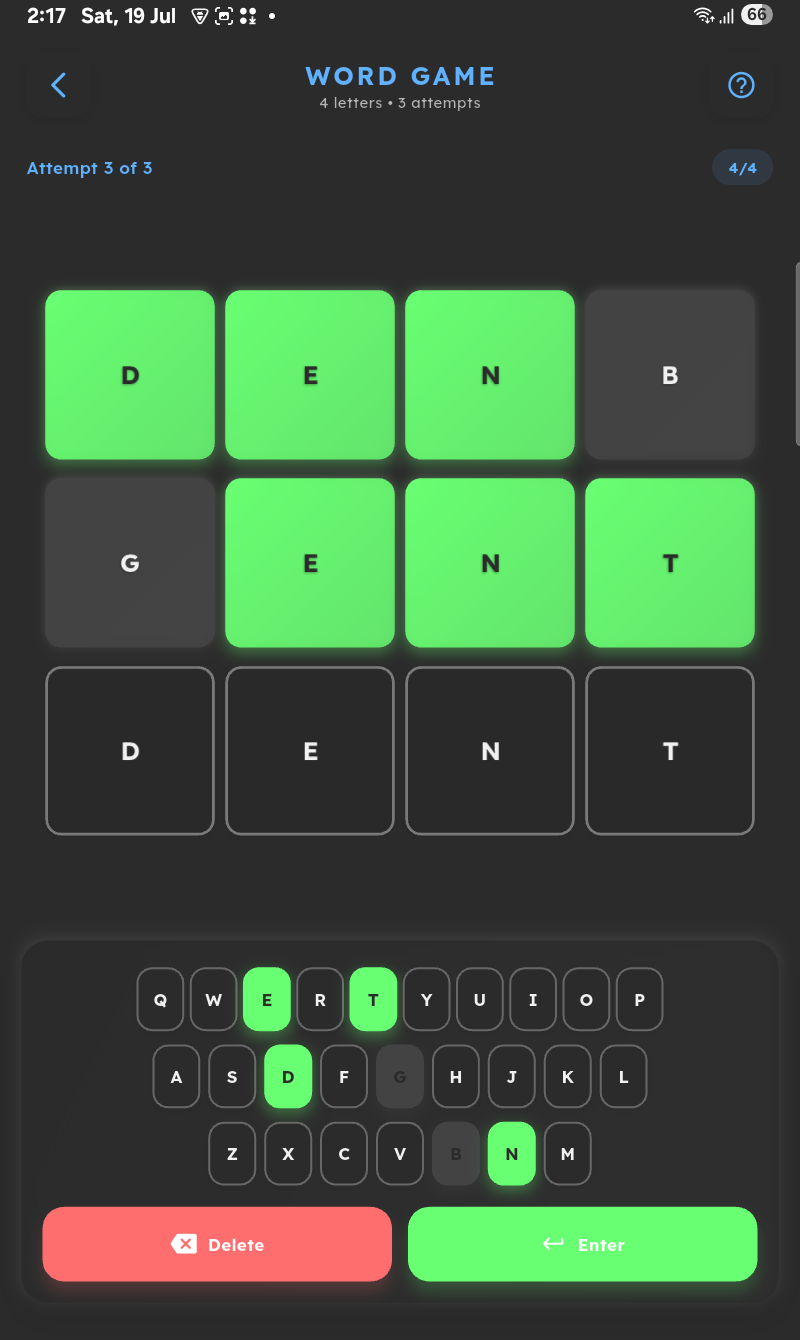 2:17 Sat, 19 Jul 66
WORD GAME
4 letters • 3 attempts
Attempt 3 of 3 4/4
D E N B
G E N T
D E N T
Q W E R T Y U I O P
A S D F G H J K L
Z X C V B N M
Delete Enter